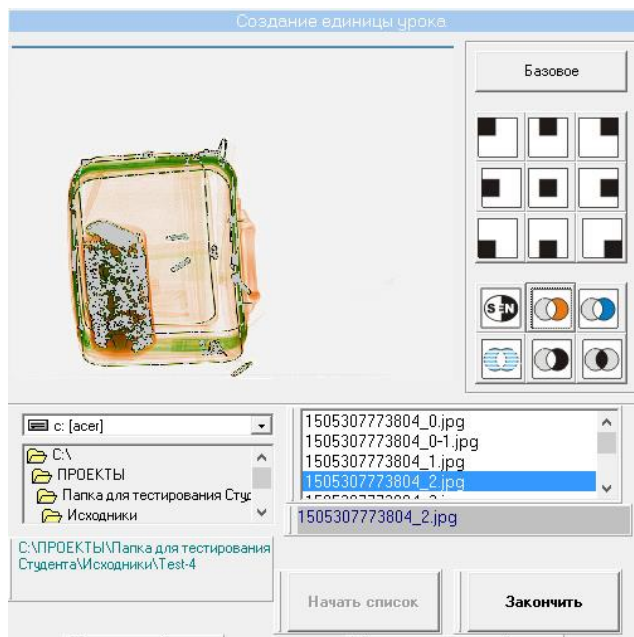 Создание единицы урока
Базовое
SEN
c: [acer]
C:\
ПРОЕКТЫ
Папка для тестирования Студ
Исходники
1505307773804_0.jpg
1505307773804_0-1.jpg
1505307773804_1.jpg
1505307773804_2.jpg
1505307773804_2.jpg
C:\ПРОЕКТЫ\Папка для тестирования
Студента\Исходники\Test-4
Начать список
Закончить